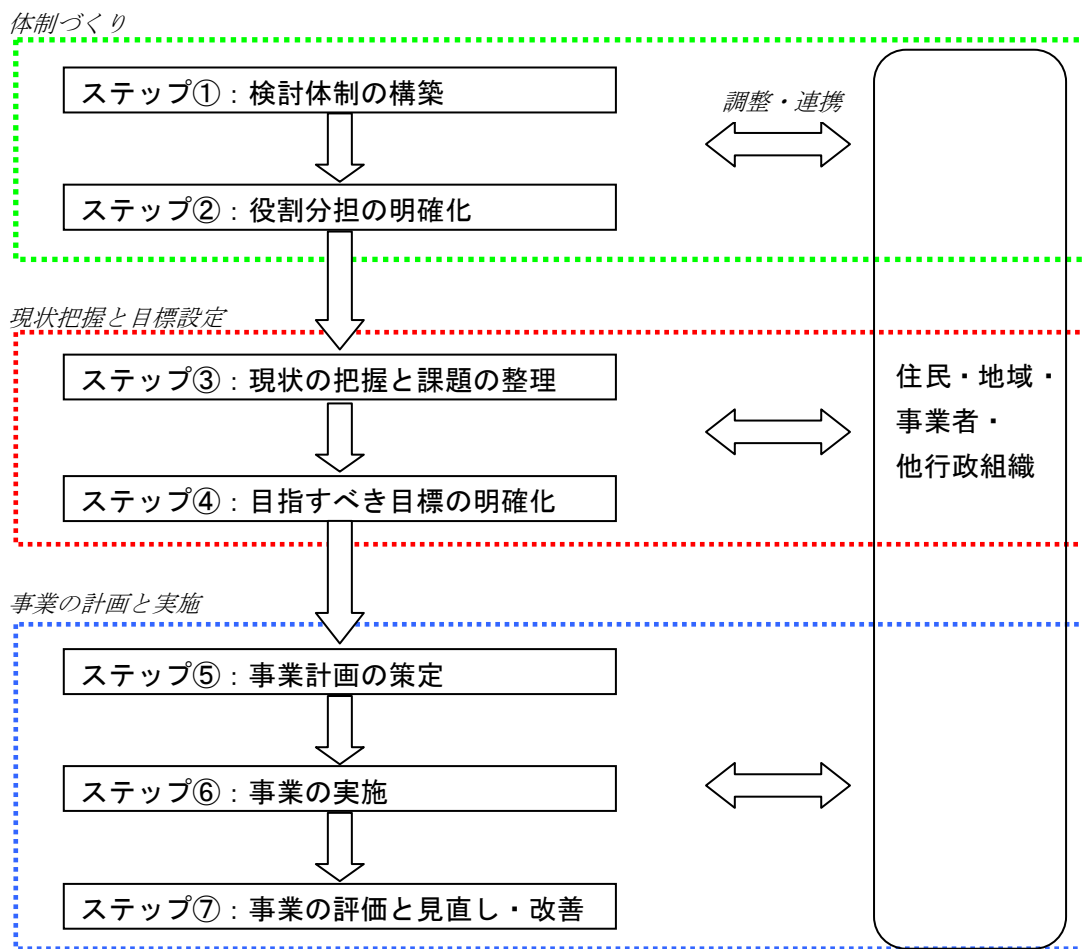 体制づくり
ステップ①：検討体制の構築
調整・連携
ステップ②：役割分担の明確化
現状把握と目標設定
ステップ③：現状の把握と課題の整理
住民・地域・
事業者・
他行政組織
ステップ④：目指すべき目標の明確化
事業の計画と実施
ステップ⑤：事業計画の策定
ステップ⑥：事業の実施
ステップ⑦：事業の評価と見直し・改善